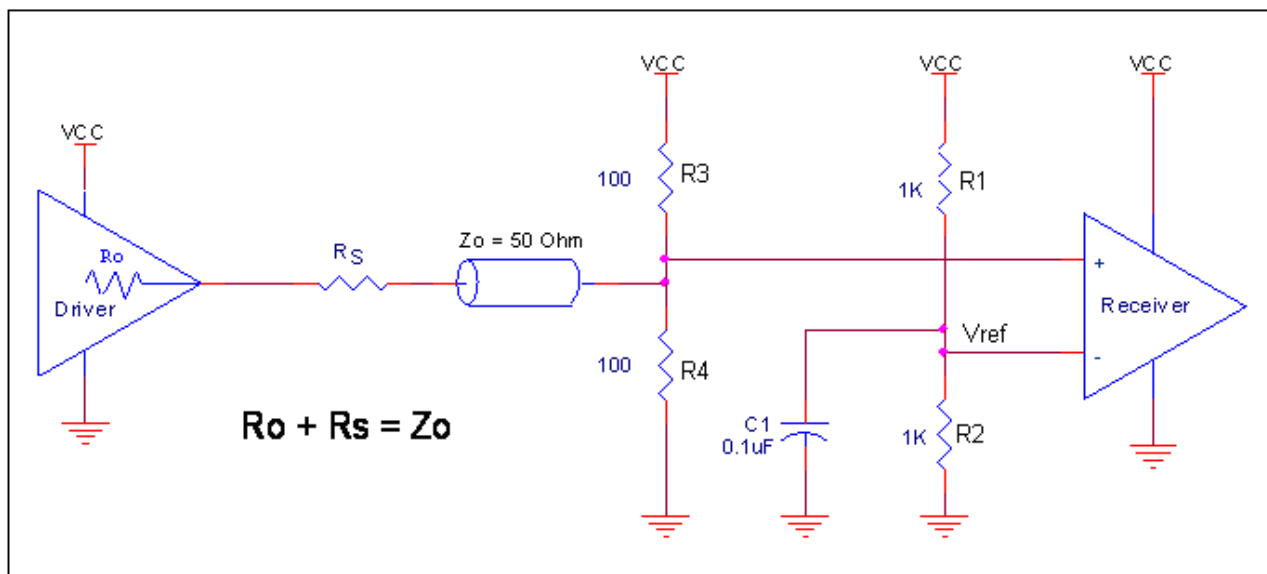 VCC
VCC
VCC
VCC
R3
100
R1
1K
Zo = 50 Ohm
Ro
RS
Driver
+
Receiver
Vref
-
R4
100
Ro + Rs = Zo
C1
0.1uF
R2
1K